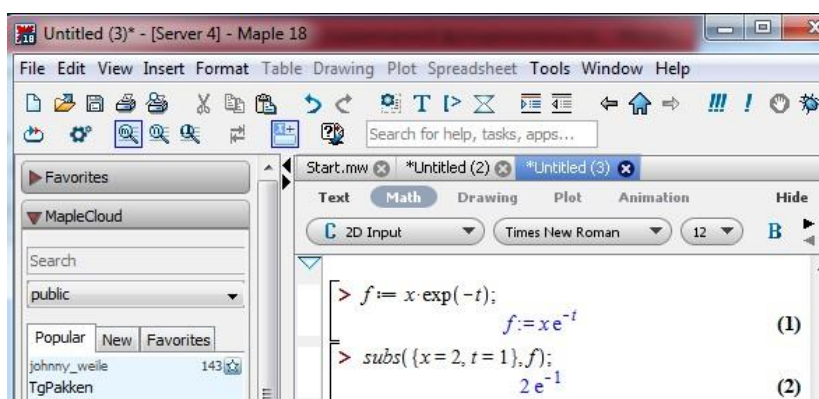 Untitled (3)* - [Server 4] - Maple 18
File Edit View Insert Format Table Drawing Plot Spreadsheet Tools Window Help
Search for help, tasks, apps...
Favorites
MapleCloud
Search
public
Popular New Favorites
johnny_weile 143
TgPakken
Start.mw *Untitled (2) *Untitled (3)
Text Math Drawing Plot Animation Hide
C 2D Input Times New Roman 12 B
> f := x·exp(−t);
f := x e^−t (1)
> subs({x = 2, t = 1}, f);
2 e^−1 (2)